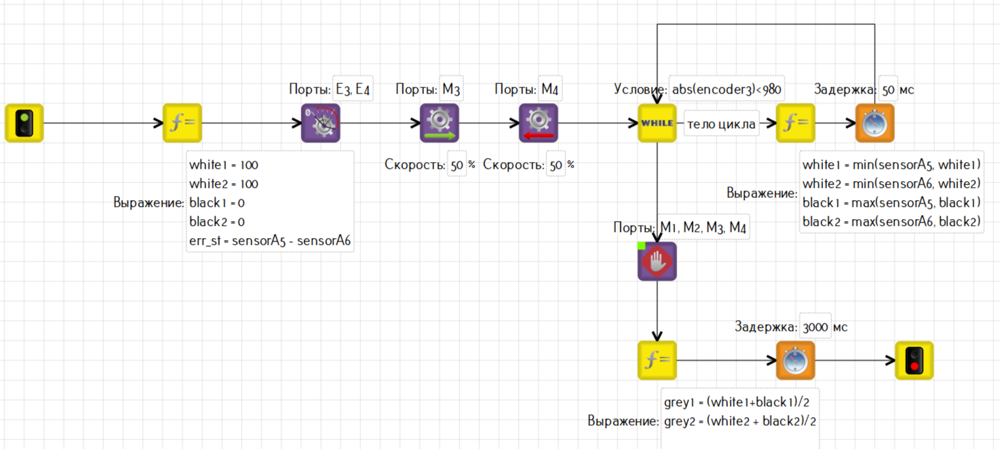 Порты: E3, E4
Порты: M3
Порты: M4
Условие: abs(encoder3)<980
Задержка: 50 мс
0
f=
WHILE
тело цикла
f=
Скорость: 50 %
Скорость: 50 %
Выражение:
white1 = 100
white2 = 100
black1 = 0
black2 = 0
err_st = sensorA5 - sensorA6
Выражение:
white1 = min(sensorA5, white1)
white2 = min(sensorA6, white2)
black1 = max(sensorA5, black1)
black2 = max(sensorA6, black2)
Порты: M1, M2, M3, M4
Задержка: 3000 мс
f=
Выражение:
grey1 = (white1+black1)/2
grey2 = (white2 + black2)/2